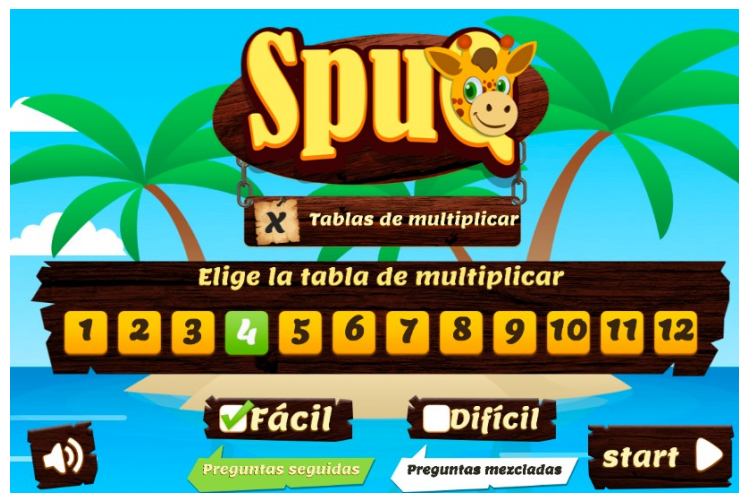 SpuQ
X Tablas de multiplicar
Elige la tabla de multiplicar
1 2 3 4 5 6 7 8 9 10 11 12
Fácil Difícil
Preguntas seguidas Preguntas mezcladas
start